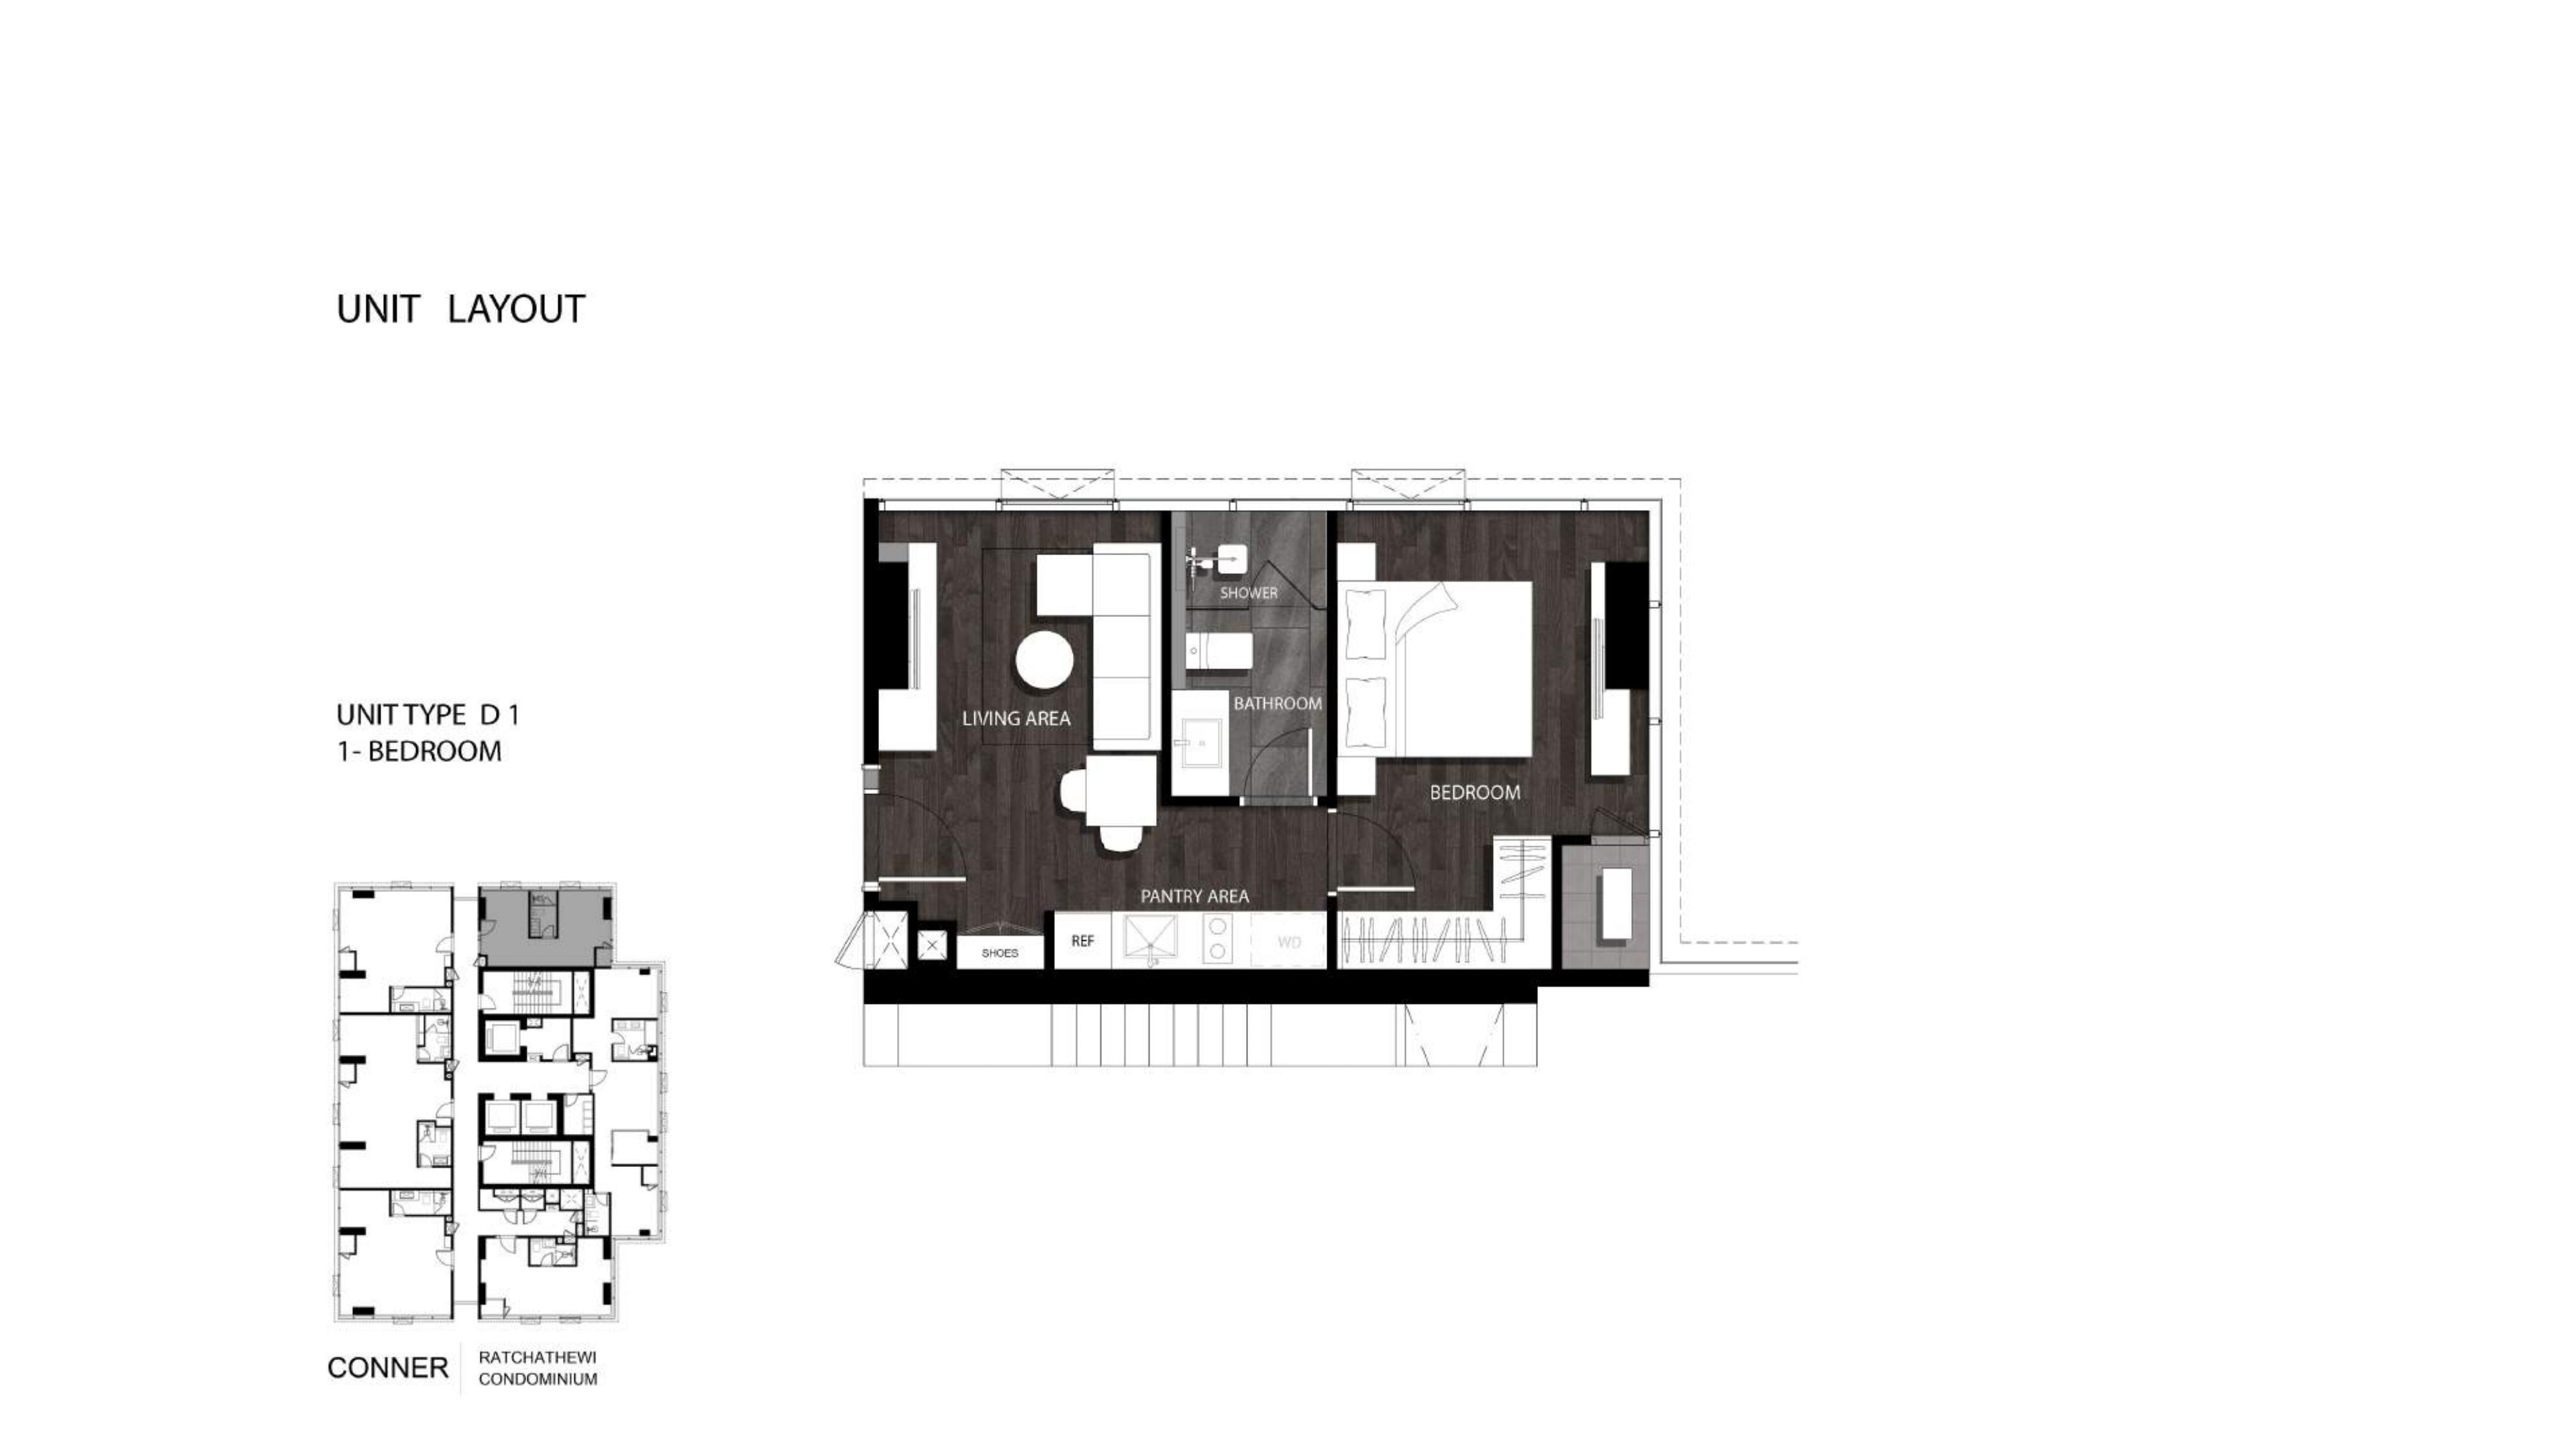 UNIT LAYOUT
UNIT TYPE D 1
1- BEDROOM
SHOWER
BATHROOM
LIVING AREA
BEDROOM
PANTRY AREA
SHOES
REF
WD
CONNER
RATCHATHEWI
CONDOMINIUM